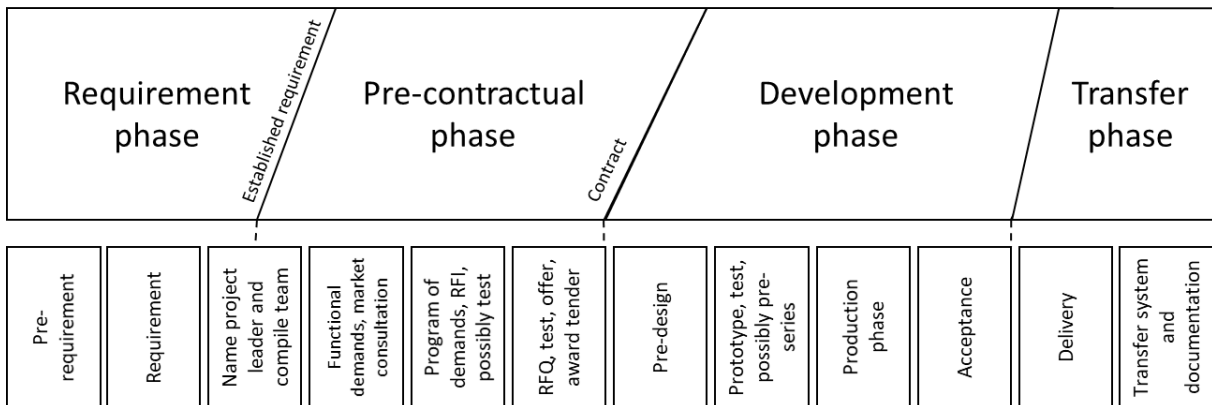 Requirement
phase
Established requirement
Pre-contractual
phase
Contract
Development
phase
Transfer
phase
Pre-
requirement
Requirement
Name project
leader and
compile team
Functional
demands, market
consultation
Program of
demands, RFI,
possibly test
RFQ, test, offer,
award tender
Pre-design
Prototype, test,
possibly pre-
series
Production
phase
Acceptance
Delivery
Transfer system
and
documentation